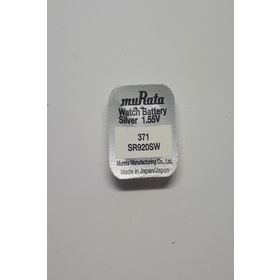 muRata
Watch Battery
Silver 1.55V
371
SR920SW
Murata Manufacturing Co., Ltd.
Made in Japan/Japon